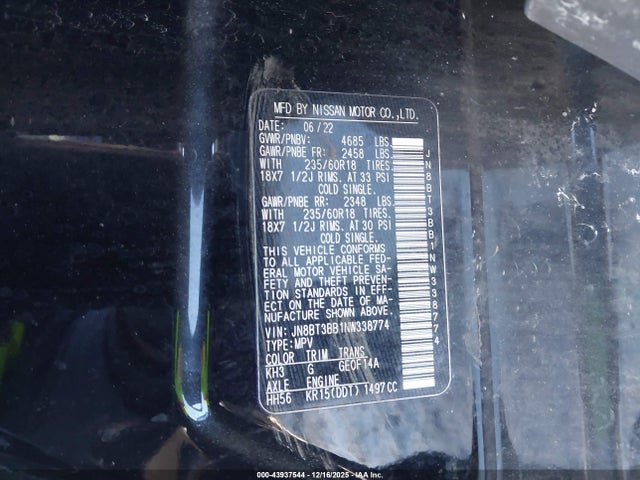 MFD BY NISSAN MOTOR CO.,LTD.
DATE: 06/22
GVWR/PNBV: 4685 LBS.
GAWR/PNBE FR: 2458 LBS.
WITH 235/60R18 TIRES.
18X7 1/2J RIMS. AT 33 PSI
COLD SINGLE.
GAWR/PNBE RR: 2348 LBS.
WITH 235/60R18 TIRES.
18X7 1/2J RIMS. AT 30 PSI
COLD SINGLE.
THIS VEHICLE CONFORMS
TO ALL APPLICABLE FED-
ERAL MOTOR VEHICLE SA-
FETY AND THEFT PREVEN-
TION STANDARDS IN EFF-
ECT ON THE DATE OF MA-
NUFACTURE SHOWN ABOVE.
VIN: JN8BT3BB1NW338774
TYPE:MPV
COLOR TRIM TRANS
KH3 G GE0F14A
AXLE ENGINE
HH56 KR15(DDT) 1497CC
JN8BT3BB1NW338774
000-43937544 - 12/16/2025 - IAA Inc.